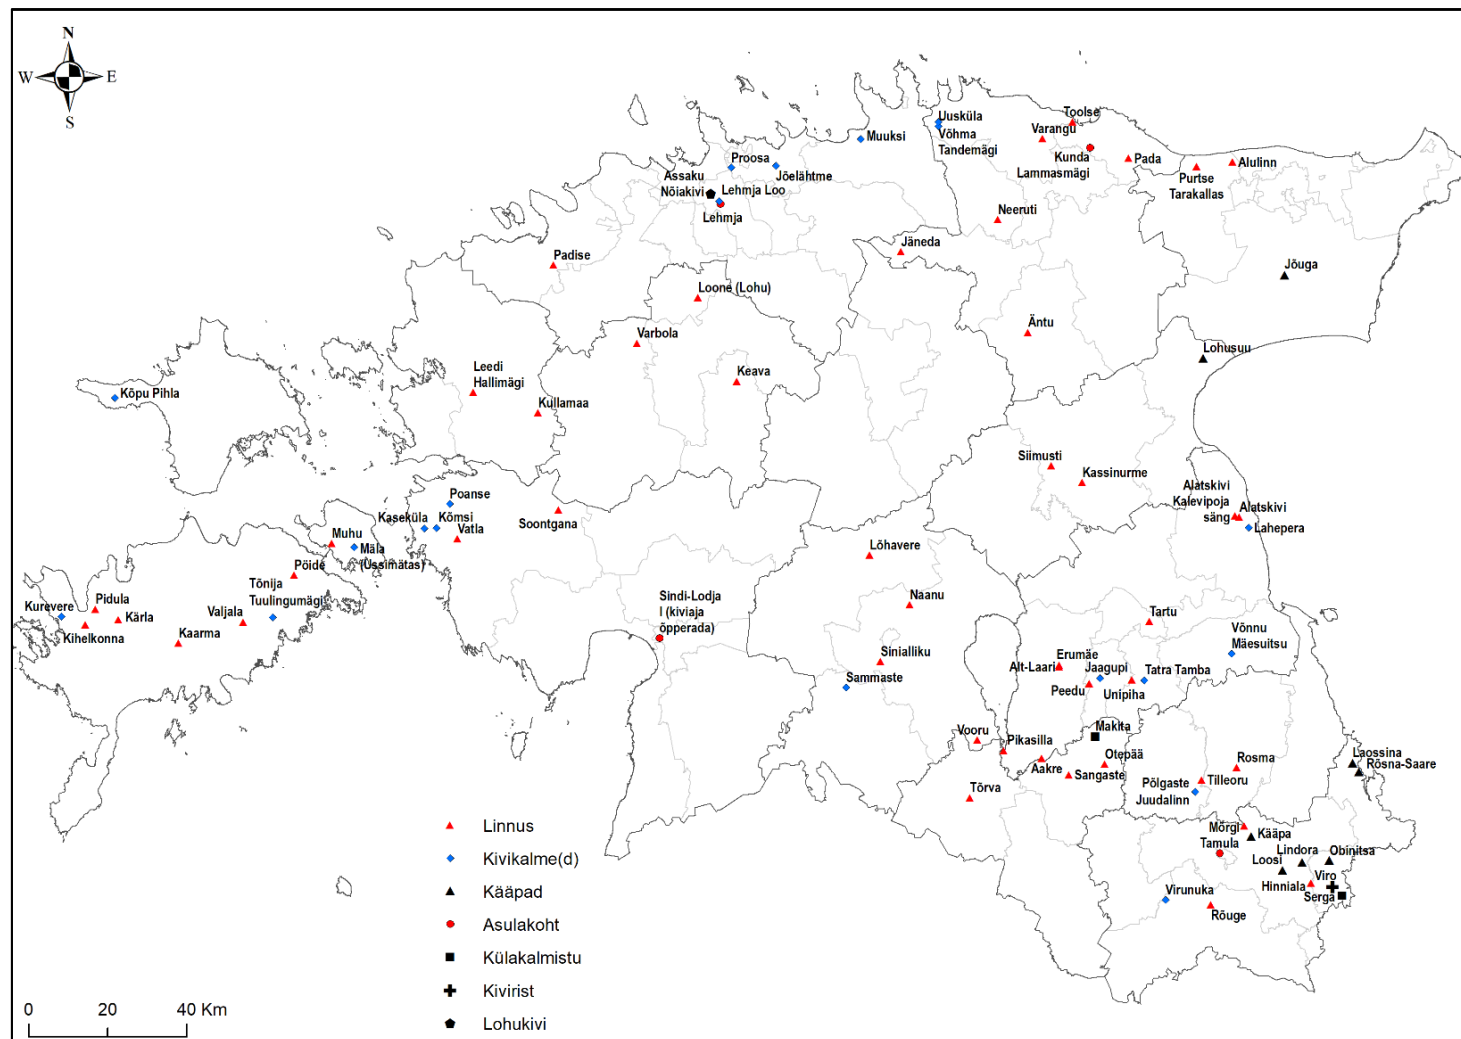 N
W
E
S
Toolse
Uusküla
Võhma
Tandemägi
Muuksi
Varangu
Kunda
Lammasmägi
Pada
Alulinn
Purtse
Tarakallas
Proosa
Jõelähtme
Assaku
Nõiakivi
Lehmja Loo
Lehmja
Neeruti
Jäneda
Padise
Jõuga
Loone (Lohu)
Varbola
Äntu
Lohusuu
Keava
Leedi
Hallimägi
Kullamaa
Kõpu Pihla
Siimusti
Kassinurme
Alatskivi
Kalevipoja
säng
Alatskivi
Lahepera
Poanse
Kaseküla
Kõmsi
Vatla
Soontgana
Muhu
Mäla
(Ussimätas)
Pöide
Tõnija
Tuulingumägi
Valjala
Kurevere
Pidula
Kärla
Kihelkonna
Kaarma
Lõhavere
Naanu
Sindi-Lodja
I (kiviaja
õpperada)
Sinialliku
Sammaste
Tartu
Võnnu
Mäesuitsu
Erumäe
Alt-Laari
Jaagupi
Peedu
Unipiha
Tatra Tamba
Makita
Vooru
Pikasilla
Aakre
Otepää
Sangaste
Tõrva
Rosma
Põlgaste
Juudalinn
Tilleoru
Laossina
Rõsna-Saare
Mõrgi
Tamula
Kääpa
Lindora
Obinitsa
Loosi
Hinniala
Viro
Serga
Virunuka
Rõuge
Linnus
Kivikalme(d)
Kääpad
Asulakoht
Külakalmistu
Kivirist
Lohukivi
0 20 40 Km